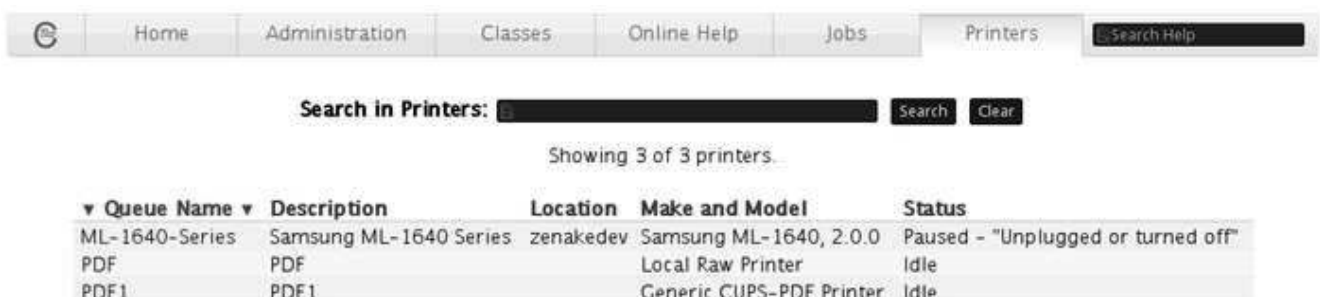 Home Administration Classes Online Help Jobs Printers Search Help
Search in Printers: Search Clear
Showing 3 of 3 printers.
▼ Queue Name ▼ Description Location Make and Model Status
ML-1640-Series Samsung ML-1640 Series zenakedev Samsung ML-1640, 2.0.0 Paused - "Unplugged or turned off"
PDF PDF Local Raw Printer Idle
PDF1 PDF1 Generic CUPS-PDF Printer Idle